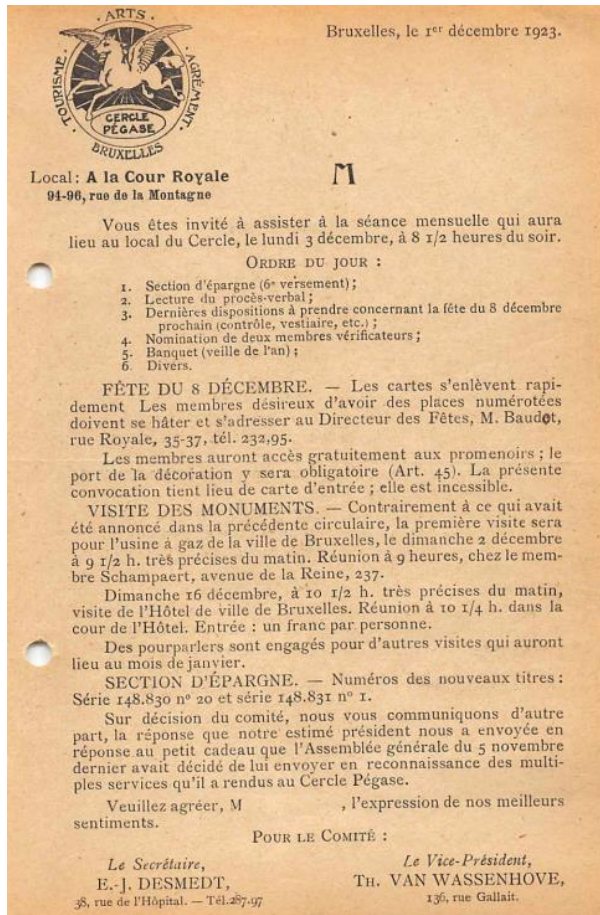 ARTS
TOURISME
AGRÉMENT
CERCLE
PÉGASE
BRUXELLES
Bruxelles, le 1er décembre 1923.
Local : A la Cour Royale
94-96, rue de la Montagne
M
Vous êtes invité à assister à la séance mensuelle qui aura
lieu au local du Cercle, le lundi 3 décembre, à 8 1/2 heures du soir.
ORDRE DU JOUR :
1. Section d'épargne (6e versement) ;
2. Lecture du procès-verbal ;
3. Dernières dispositions à prendre concernant la fête du 8 décembre
prochain (contrôle, vestiaire, etc.) ;
4. Nomination de deux membres vérificateurs ;
5. Banquet (veille de l'an) ;
6. Divers.
FÊTE DU 8 DÉCEMBRE. — Les cartes s'enlèvent rapi-
dement Les membres désireux d'avoir des places numérotées
doivent se hâter et s'adresser au Directeur des Fêtes, M. Baudot,
rue Royale, 35-37, tél. 232,95.
Les membres auront accès gratuitement aux promenoirs ; le
port de la décoration y sera obligatoire (Art. 45). La présente
convocation tient lieu de carte d'entrée ; elle est incessible.
VISITE DES MONUMENTS. — Contrairement à ce qui avait
été annoncé dans la précédente circulaire, la première visite sera
pour l'usine à gaz de la ville de Bruxelles, le dimanche 2 décembre
à 9 1/2 h. très précises du matin. Réunion à 9 heures, chez le mem-
bre Schampaert, avenue de la Reine, 237.
Dimanche 16 décembre, à 10 1/2 h. très précises du matin,
visite de l'Hôtel de ville de Bruxelles. Réunion à 10 1/4 h. dans la
cour de l'Hôtel. Entrée : un franc par personne.
Des pourparlers sont engagés pour d'autres visites qui auront
lieu au mois de janvier.
SECTION D'ÉPARGNE. — Numéros des nouveaux titres :
Série 148.830 n° 20 et série 148.831 n° 1.
Sur décision du comité, nous vous communiquons d'autre
part, la réponse que notre estimé président nous a envoyée en
réponse au petit cadeau que l'Assemblée générale du 5 novembre
dernier avait décidé de lui envoyer en reconnaissance des multi-
ples services qu'il a rendus au Cercle Pégase.
Veuillez agréer, M , l'expression de nos meilleurs
sentiments.
POUR LE COMITÉ :
Le Secrétaire,
E.-J. DESMEDT,
38, rue de l'Hôpital. — Tél.287.97
Le Vice-Président,
TH. VAN WASSENHOVE,
136, rue Gallait.